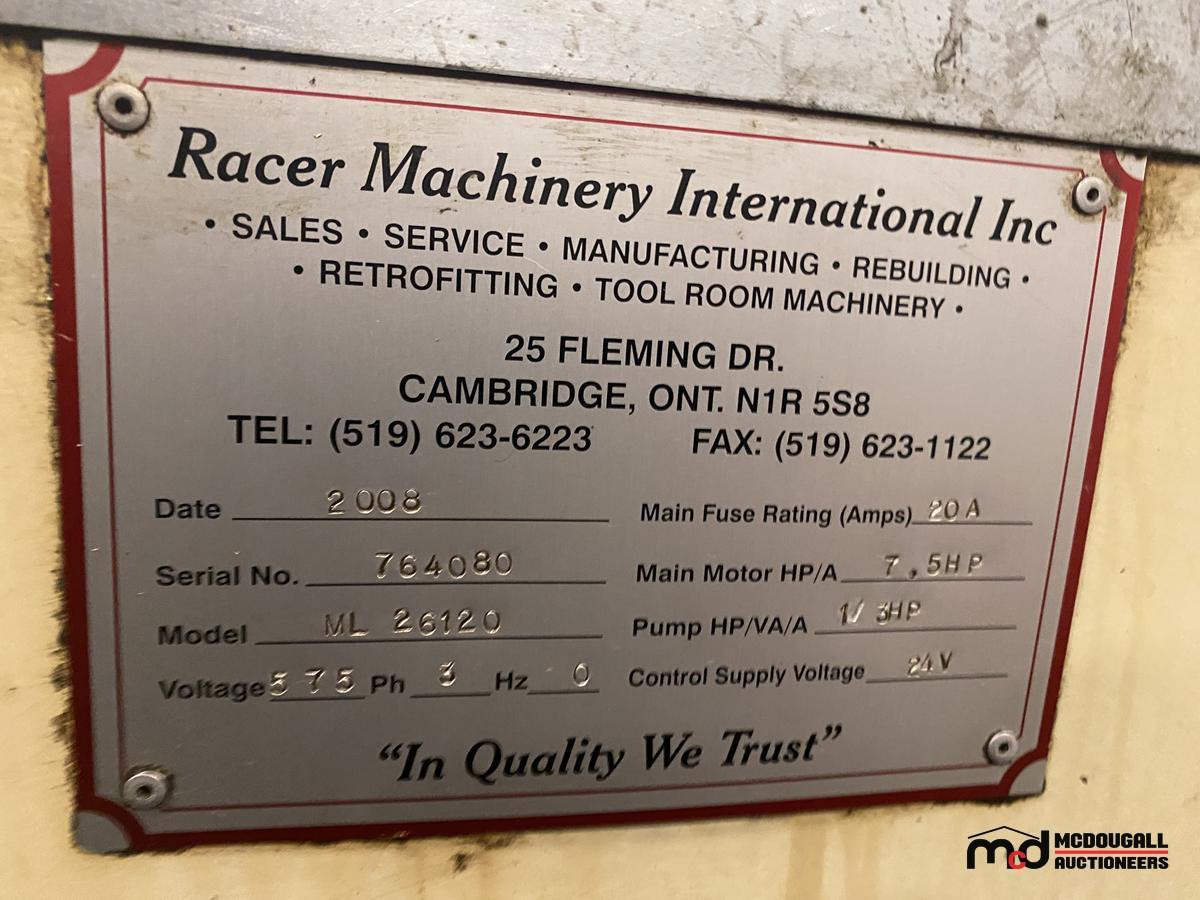 Racer Machinery International Inc
• SALES • SERVICE • MANUFACTURING • REBUILDING •
• RETROFITTING • TOOL ROOM MACHINERY •
25 FLEMING DR.
CAMBRIDGE, ONT. N1R 5S8
TEL: (519) 623-6223 FAX: (519) 623-1122
Date 2008 Main Fuse Rating (Amps) 20A
Serial No. 764080 Main Motor HP/A 7,5HP
Model ML 26120 Pump HP/VA/A 1/3HP
Voltage 575 Ph 3 Hz 0 Control Supply Voltage 24V
“In Quality We Trust”
mcd MCDOUGALL
AUCTIONEERS